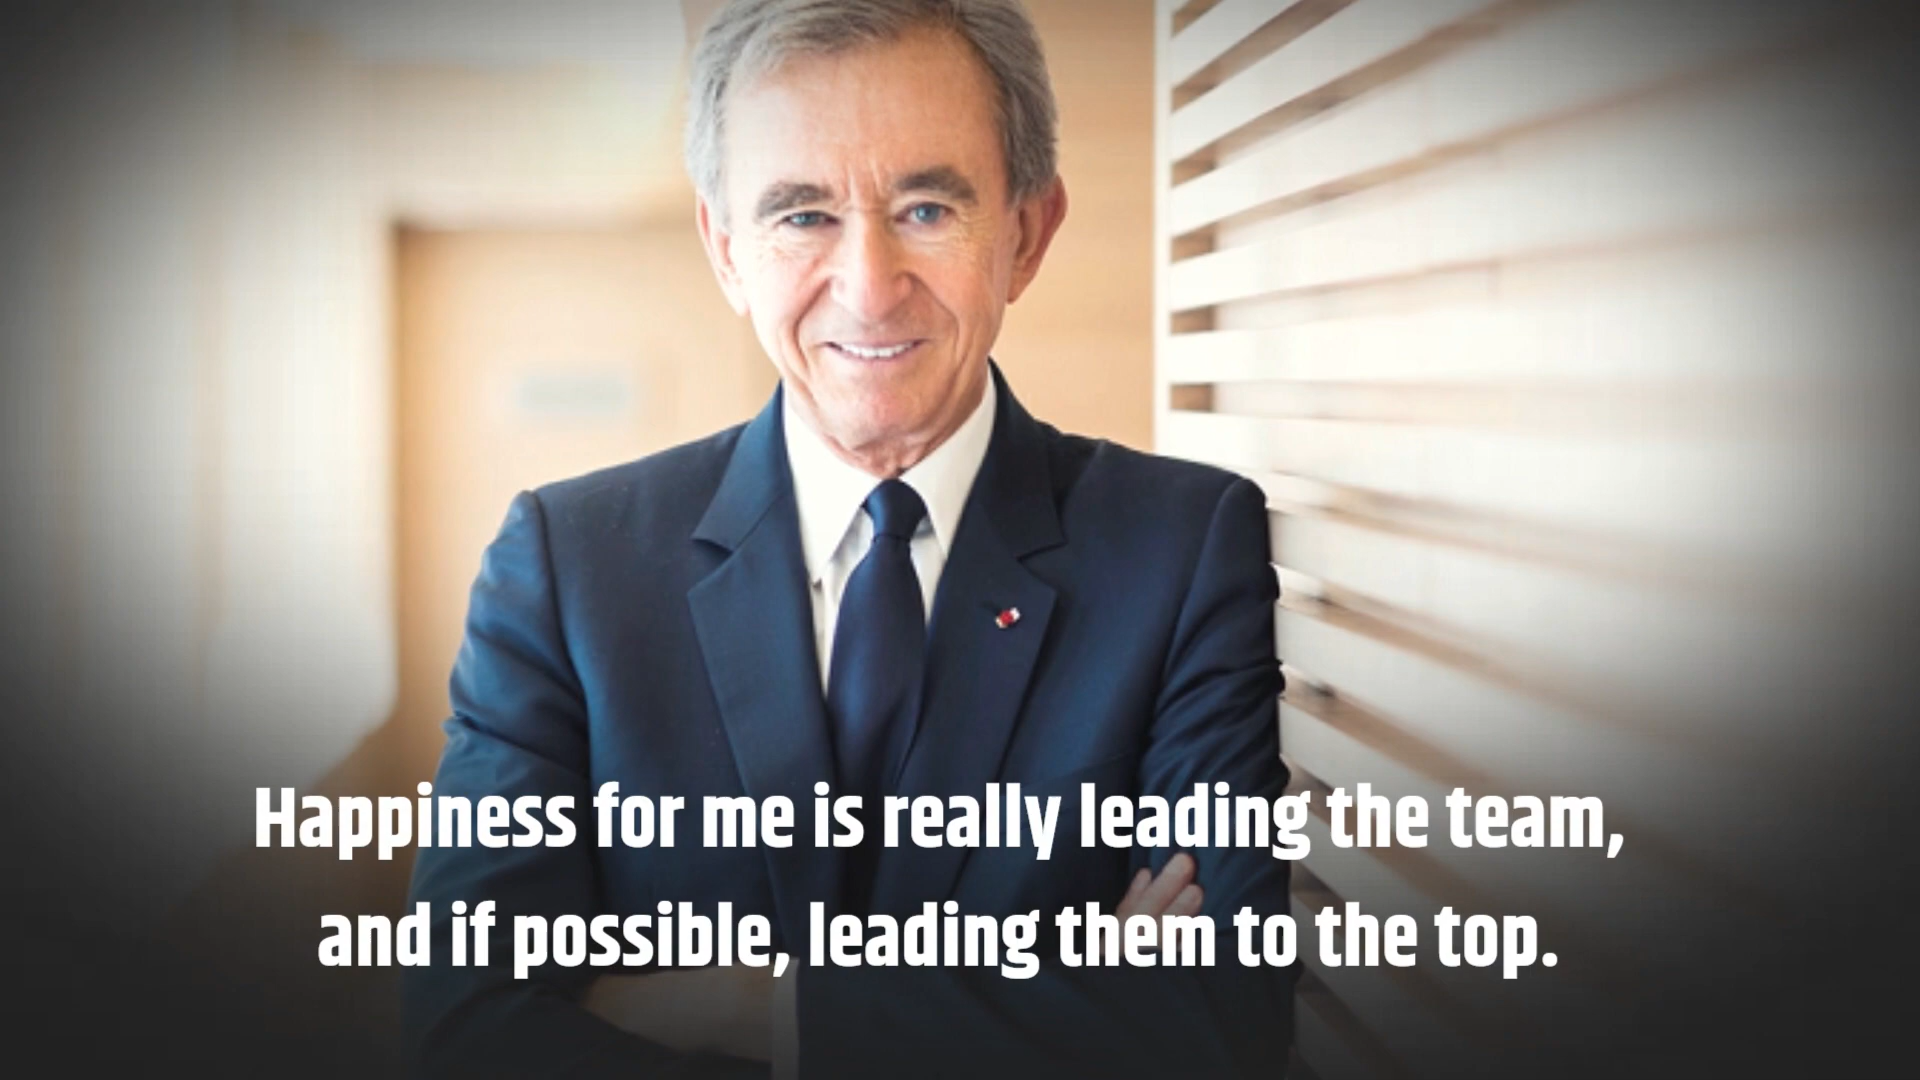 Happiness for me is really leading the team,
and if possible, leading them to the top.